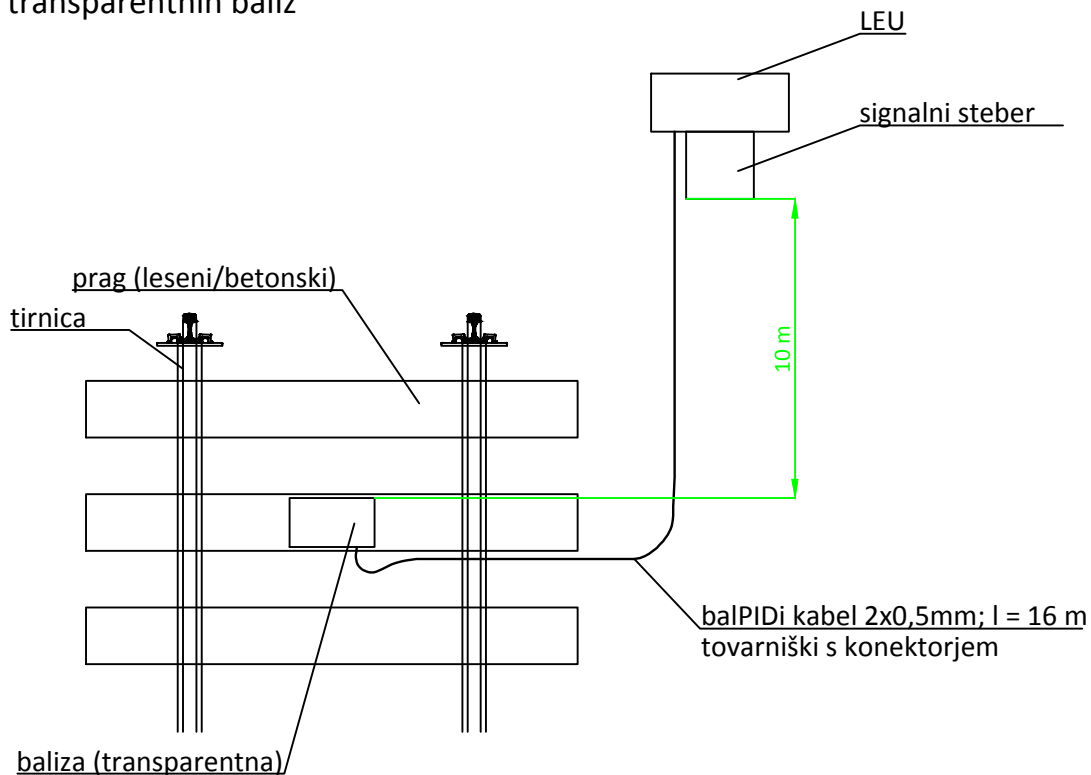 transparentnih baliz
LEU
signalni steber
prag (leseni/betonski)
tirnica
10 m
balPIDi kabel 2x0,5mm; l = 16 m
tovarniški s konektorjem
baliza (transparentna)